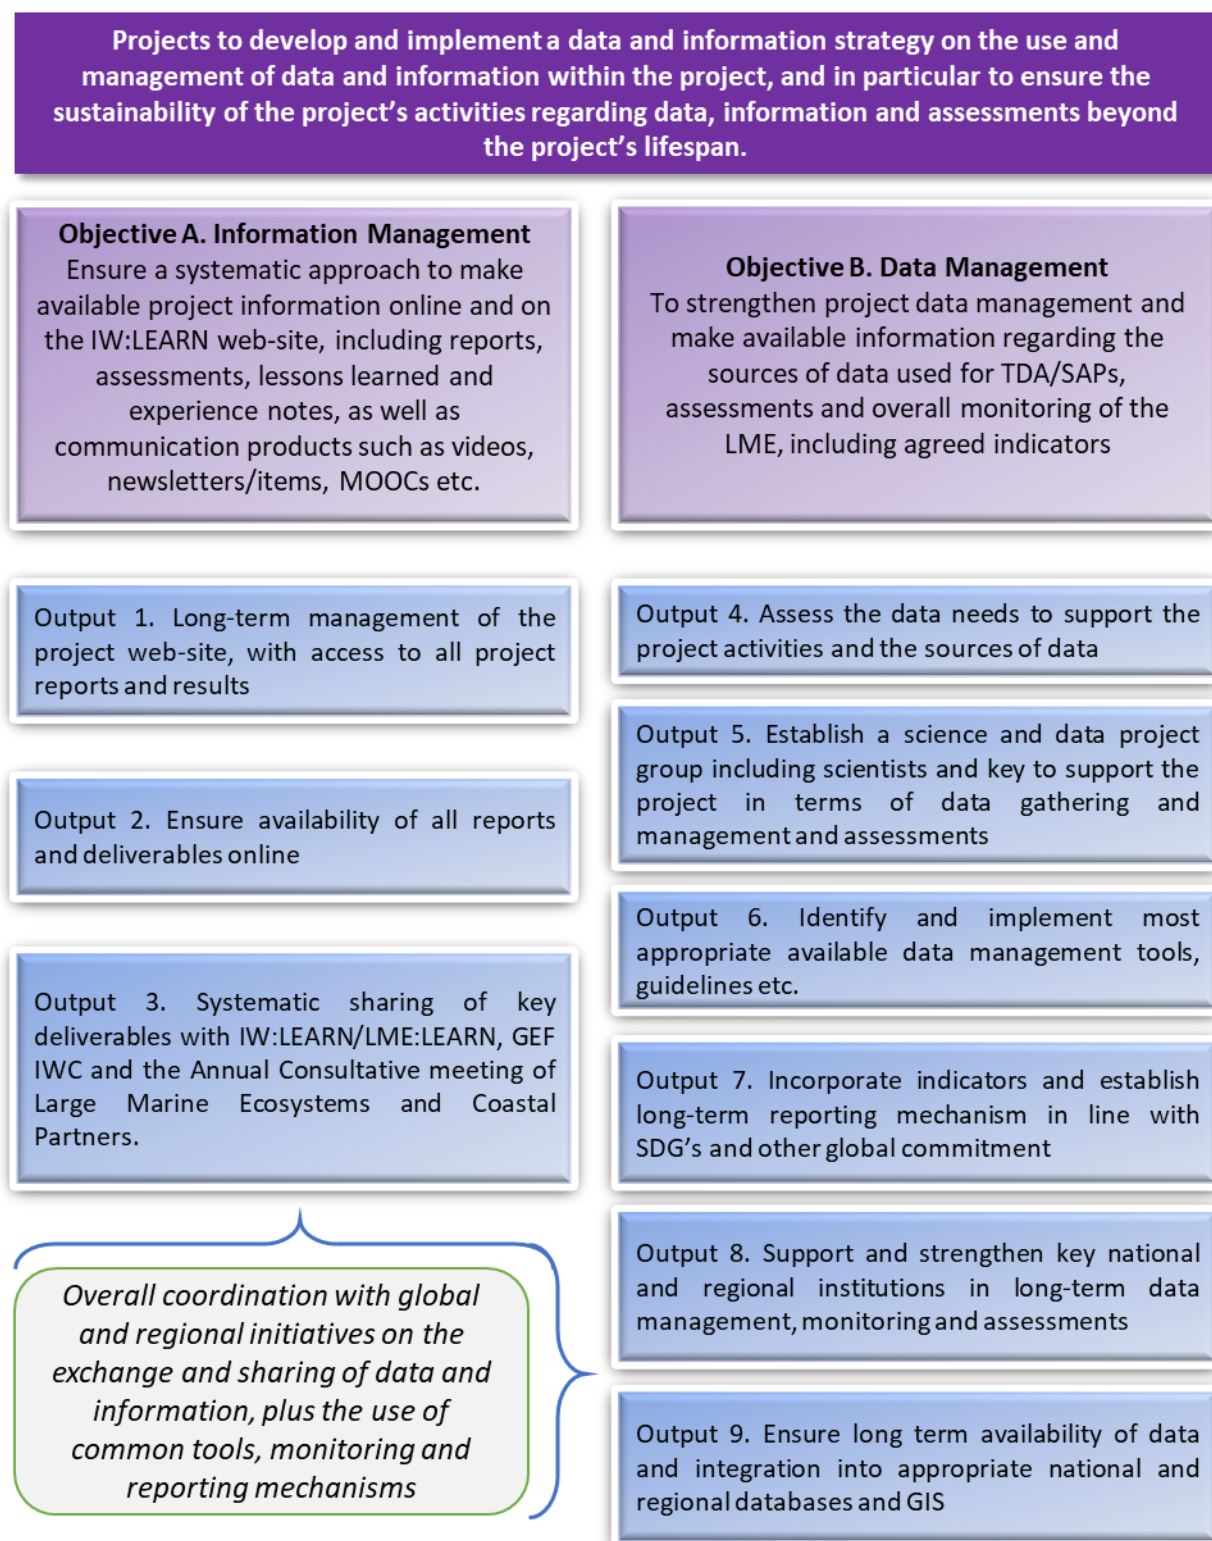 Projects to develop and implement a data and information strategy on the use and
management of data and information within the project, and in particular to ensure the
sustainability of the project's activities regarding data, information and assessments beyond
the project's lifespan.
Objective A. Information Management
Ensure a systematic approach to make
available project information online and on
the IW:LEARN web-site, including reports,
assessments, lessons learned and
experience notes, as well as
communication products such as videos,
newsletters/items, MOOCs etc.
Output 1. Long-term management of the
project web-site, with access to all project
reports and results
Output 2. Ensure availability of all reports
and deliverables online
Output 3. Systematic sharing of key
deliverables with IW:LEARN/LME:LEARN, GEF
IWC and the Annual Consultative meeting of
Large Marine Ecosystems and Coastal
Partners.
Overall coordination with global
and regional initiatives on the
exchange and sharing of data and
information, plus the use of
common tools, monitoring and
reporting mechanisms
Objective B. Data Management
To strengthen project data management and
make available information regarding the
sources of data used for TDA/SAPs,
assessments and overall monitoring of the
LME, including agreed indicators
Output 4. Assess the data needs to support the
project activities and the sources of data
Output 5. Establish a science and data project
group including scientists and key to support the
project in terms of data gathering and
management and assessments
Output 6. Identify and implement most
appropriate available data management tools,
guidelines etc.
Output 7. Incorporate indicators and establish
long-term reporting mechanism in line with
SDG's and other global commitment
Output 8. Support and strengthen key national
and regional institutions in long-term data
management, monitoring and assessments
Output 9. Ensure long term availability of data
and integration into appropriate national and
regional databases and GIS